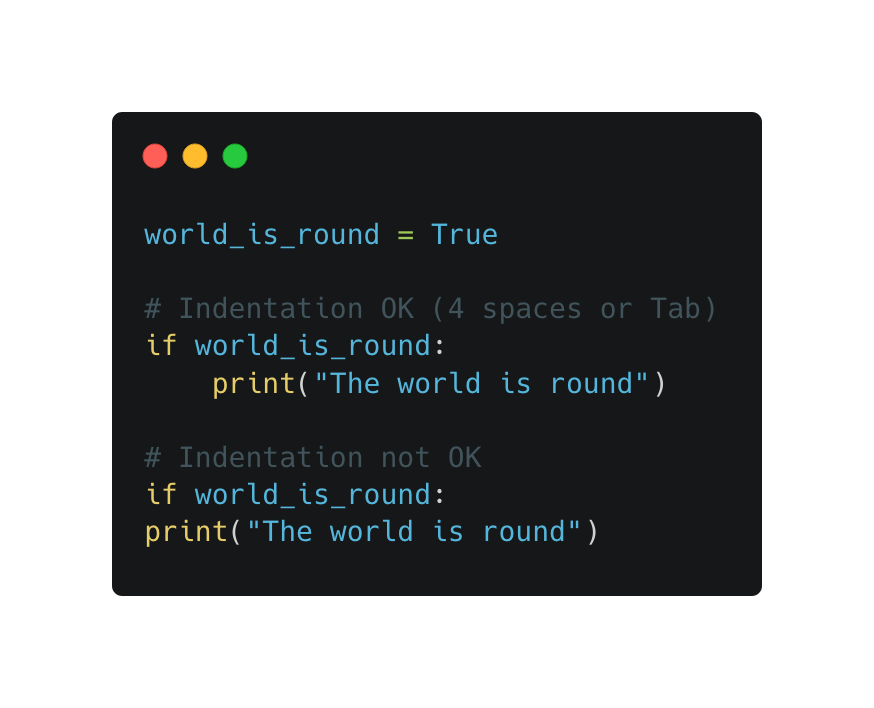 world_is_round = True
# Indentation OK (4 spaces or Tab)
if world_is_round:
    print("The world is round")
# Indentation not OK
if world_is_round:
print("The world is round")